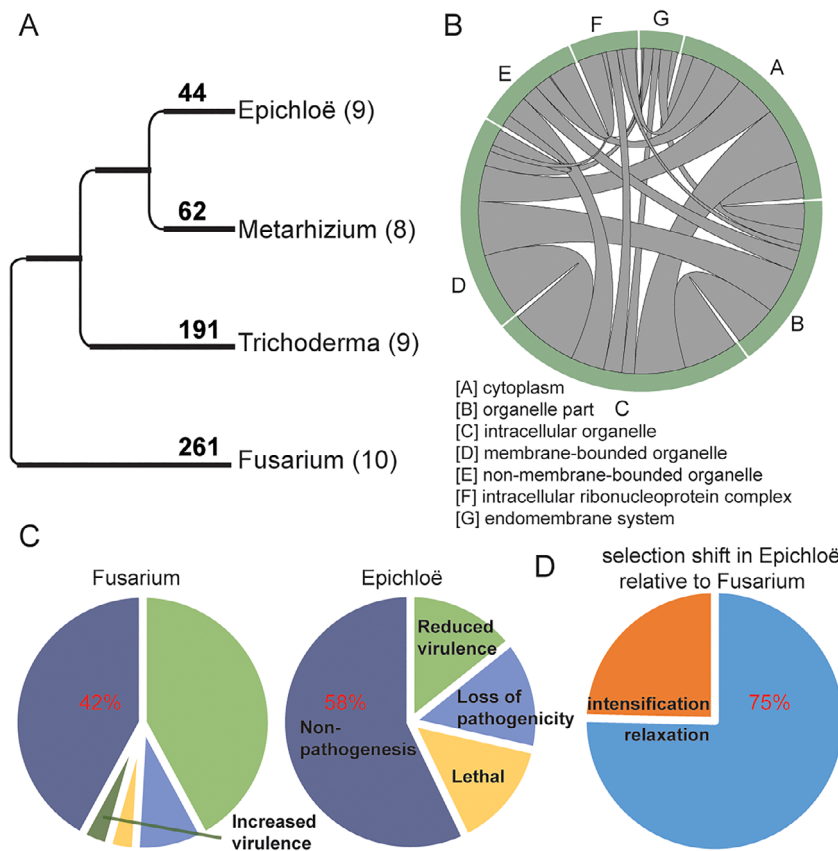 A
44
Epichloë (9)
62
Metarhizium (8)
191
Trichoderma (9)
261
Fusarium (10)
B
F
G
E
A
D
B
C
[A] cytoplasm
[B] organelle part
[C] intracellular organelle
[D] membrane-bounded organelle
[E] non-membrane-bounded organelle
[F] intracellular ribonucleoprotein complex
[G] endomembrane system
C
Fusarium
42%
Increased
virulence
Epichloë
58%
Non-
pathogenesis
Reduced
virulence
Loss of
pathogenicity
Lethal
D
selection shift in Epichloë
relative to Fusarium
intensification
relaxation
75%